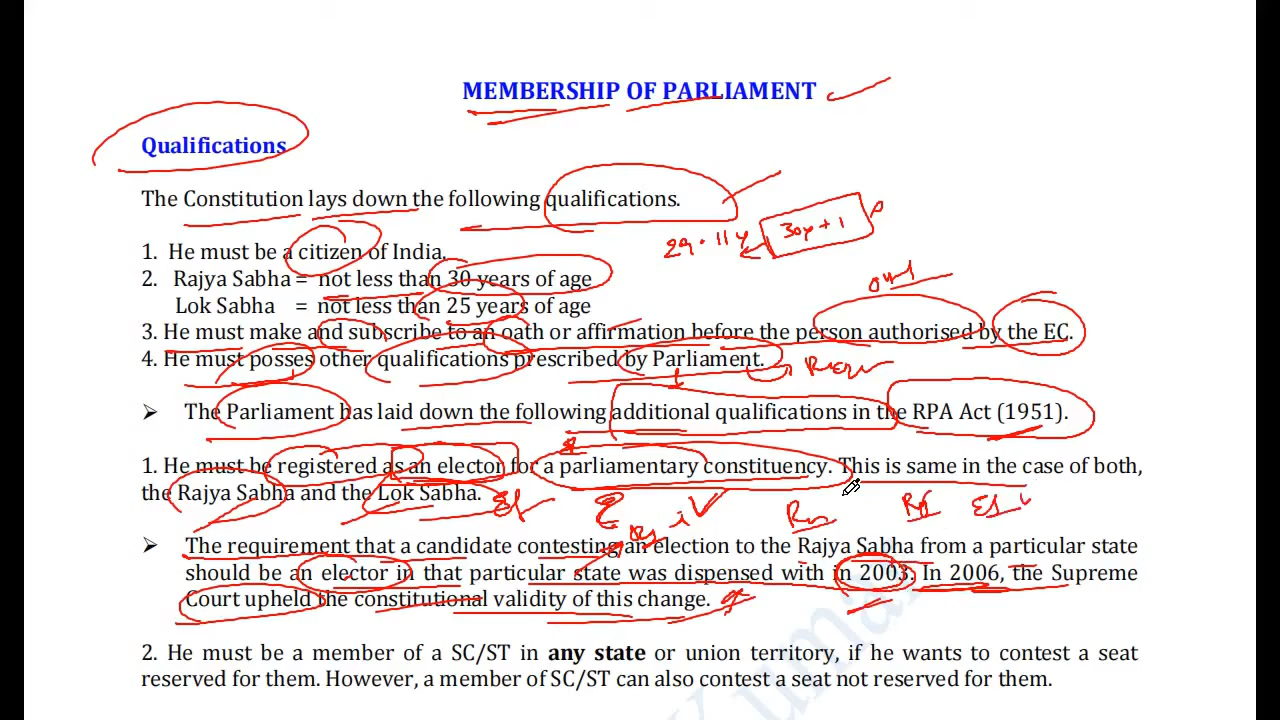 MEMBERSHIP OF PARLIAMENT
Qualifications
The Constitution lays down the following qualifications.
30y + 1
29 . 11 y
1. He must be a citizen of India.
2. Rajya Sabha = not less than 30 years of age
Lok Sabha = not less than 25 years of age
3. He must make and subscribe to an oath or affirmation before the person authorised by the EC.
4. He must posses other qualifications prescribed by Parliament.
➢ The Parliament has laid down the following additional qualifications in the RPA Act (1951).
1. He must be registered as an elector for a parliamentary constituency. This is same in the case of both,
the Rajya Sabha and the Lok Sabha.
➢ The requirement that a candidate contesting an election to the Rajya Sabha from a particular state
should be an elector in that particular state was dispensed with in 2003. In 2006, the Supreme
Court upheld the constitutional validity of this change.
2. He must be a member of a SC/ST in any state or union territory, if he wants to contest a seat
reserved for them. However, a member of SC/ST can also contest a seat not reserved for them.